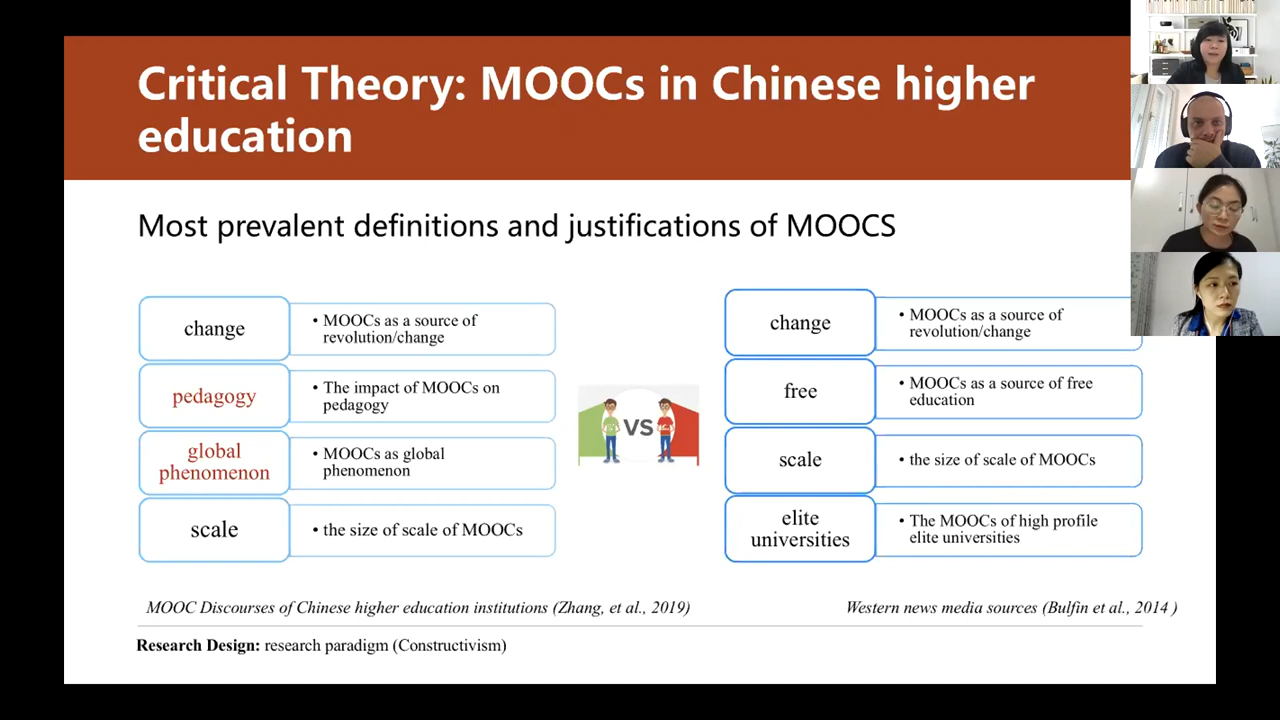 Critical Theory: MOOCs in Chinese higher
education
Most prevalent definitions and justifications of MOOCS
change
• MOOCs as a source of
revolution/change
pedagogy
• The impact of MOOCs on
pedagogy
global
phenomenon
• MOOCs as global
phenomenon
scale
• the size of scale of MOOCs
VS
change
• MOOCs as a source of
revolution/change
free
• MOOCs as a source of free
education
scale
• the size of scale of MOOCs
elite
universities
• The MOOCs of high profile
elite universities
MOOC Discourses of Chinese higher education institutions (Zhang, et al., 2019)
Western news media sources (Bulfin et al., 2014 )
Research Design: research paradigm (Constructivism)